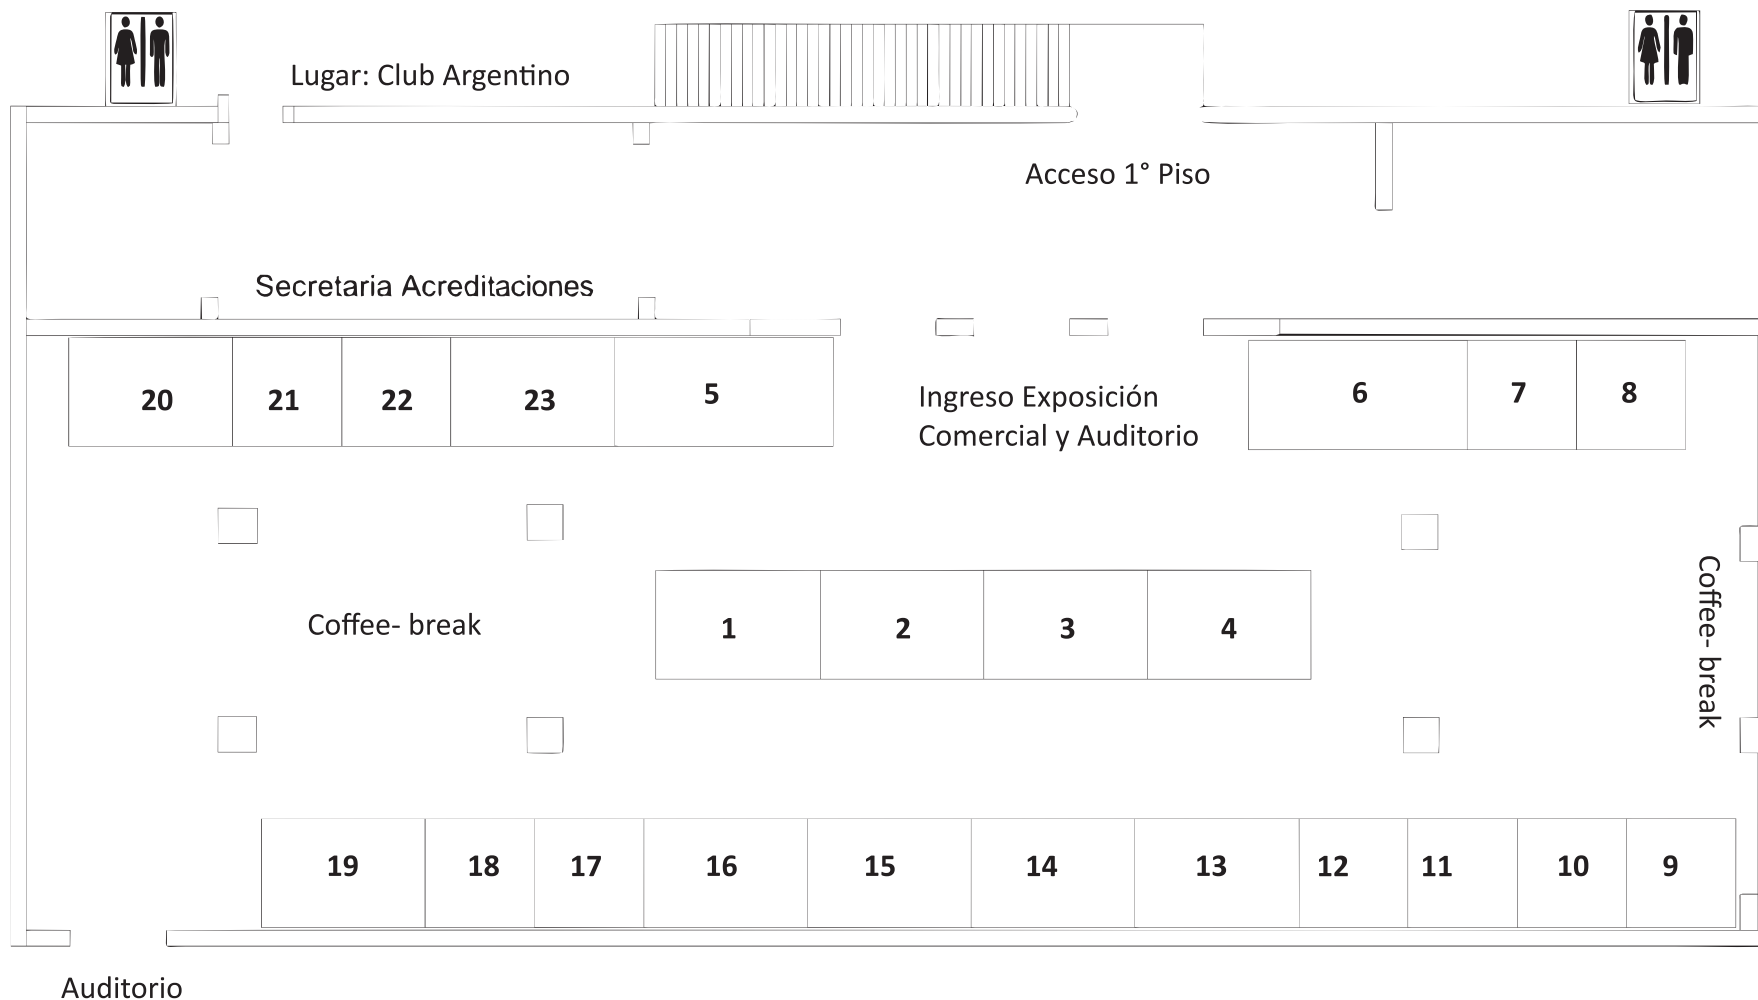 Lugar: Club Argentino
Acceso 1° Piso
Secretaria Acreditaciones
20 21 22 23 5
Ingreso Exposición
Comercial y Auditorio
6 7 8
Coffee- break
1 2 3 4
Coffee- break
19 18 17 16 15 14 13 12 11 10 9
Auditorio